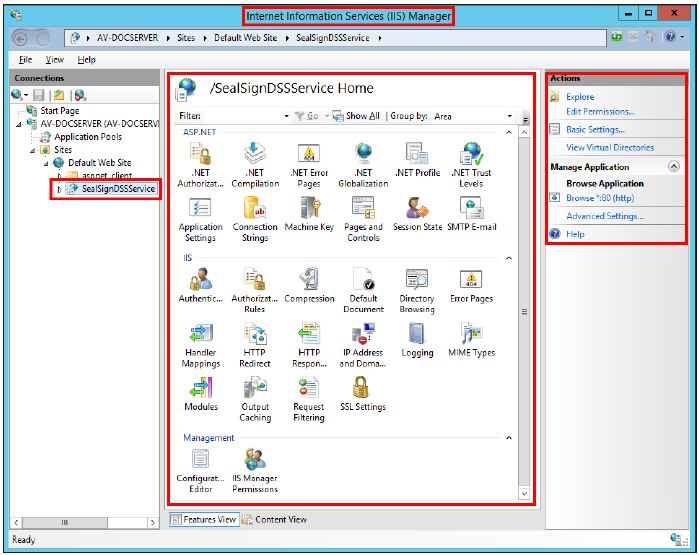 Internet Information Services (IIS) Manager
AV-DOCSERVER
Sites
Default Web Site
SealSignDSSService
File
View
Help
Connections
Start Page
AV-DOCSERVER (AV-DOCSERVI
Application Pools
Sites
Default Web Site
aspnet_client
SealSignDSSService
/SealSignDSSService Home
Filter:
Go
Show All
Group by:
Area
ASP.NET
.NET Authorizat...
.NET Compilation
.NET Error Pages
.NET Globalization
.NET Profile
.NET Trust Levels
Application Settings
Connection Strings
Machine Key
Pages and Controls
Session State
SMTP E-mail
IIS
Authentic...
Authorizat... Rules
Compression
Default Document
Directory Browsing
Error Pages
Handler Mappings
HTTP Redirect
HTTP Respon...
IP Address and Doma...
Logging
MIME Types
Modules
Output Caching
Request Filtering
SSL Settings
Management
Configurat... Editor
IIS Manager Permissions
Features View
Content View
Actions
Explore
Edit Permissions...
Basic Settings...
View Virtual Directories
Manage Application
Browse Application
Browse *:80 (http)
Advanced Settings...
Help
Ready